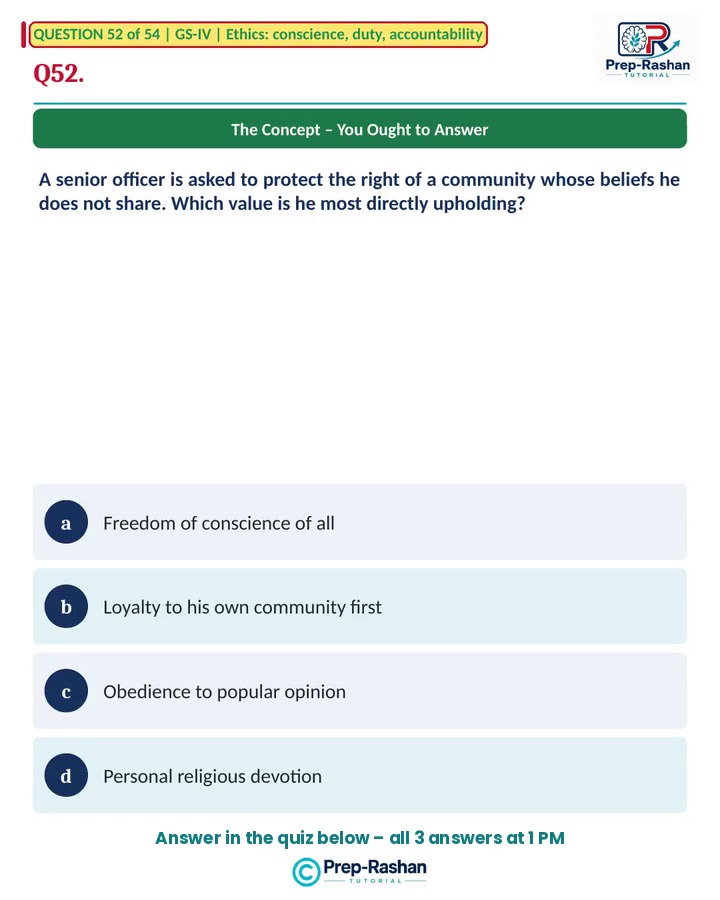 QUESTION 52 of 54 | GS-IV | Ethics: conscience, duty, accountability
Prep-Rashan
TUTORIAL
Q52.
The Concept – You Ought to Answer
A senior officer is asked to protect the right of a community whose beliefs he
does not share. Which value is he most directly upholding?
a Freedom of conscience of all
b Loyalty to his own community first
c Obedience to popular opinion
d Personal religious devotion
Answer in the quiz below – all 3 answers at 1 PM
© Prep-Rashan
TUTORIAL